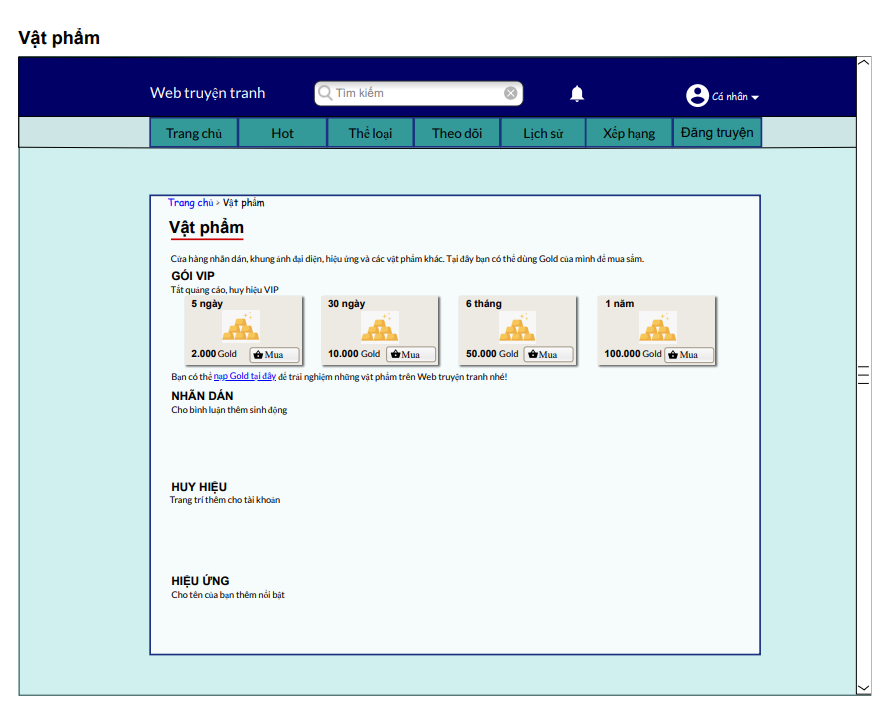 Vật phẩm
Web truyện tranh
Tìm kiếm
Cá nhân
Trang chủ Hot Thể loại Theo dõi Lịch sử Xếp hạng Đăng truyện
Trang chủ > Vật phẩm
Vật phẩm
Cửa hàng nhãn dán, khung ảnh đại diện, hiệu ứng và các vật phẩm khác. Tại đây bạn có thể dùng Gold của mình để mua sắm.
GÓI VIP
Tắt quảng cáo, huy hiệu VIP
5 ngày 30 ngày 6 tháng 1 năm
2.000 Gold Mua 10.000 Gold Mua 50.000 Gold Mua 100.000 Gold Mua
Bạn có thể nạp Gold tại đây để trải nghiệm những vật phẩm trên Web truyện tranh nhé!
NHÃN DÁN
Cho bình luận thêm sinh động
HUY HIỆU
Trang trí thêm cho tài khoản
HIỆU ỨNG
Cho tên của bạn thêm nổi bật